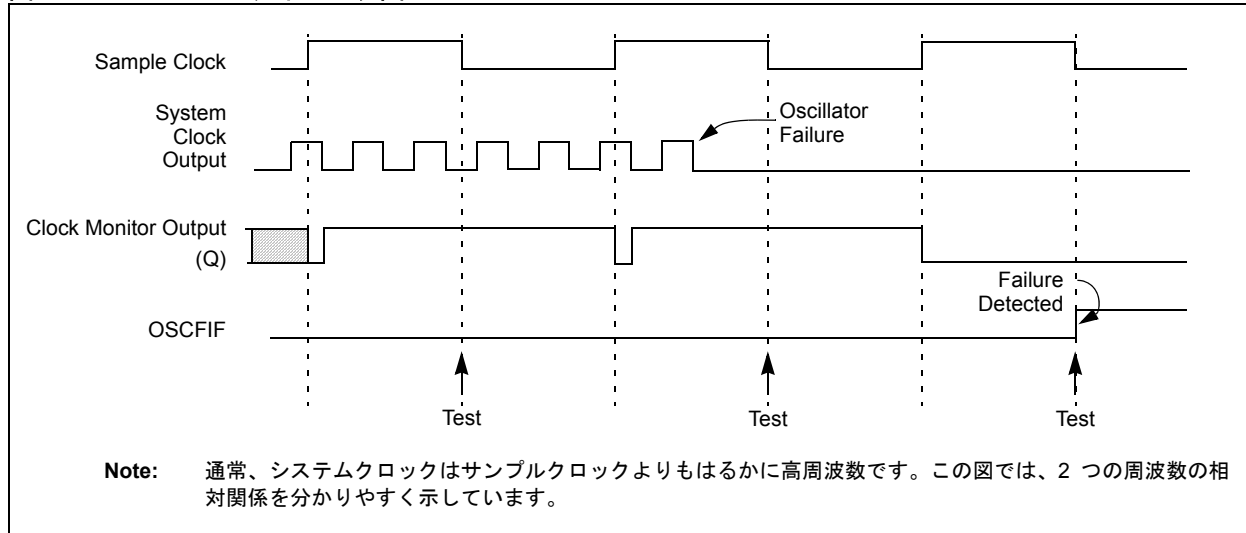 Sample Clock
System
Clock
Output
Oscillator
Failure
Clock Monitor Output
(Q)
Failure
Detected
OSCFIF
Test
Test
Test
Note: 通常、システムクロックはサンプルクロックよりもはるかに高周波数です。この図では、2 つの周波数の相
対関係を分かりやすく示しています。